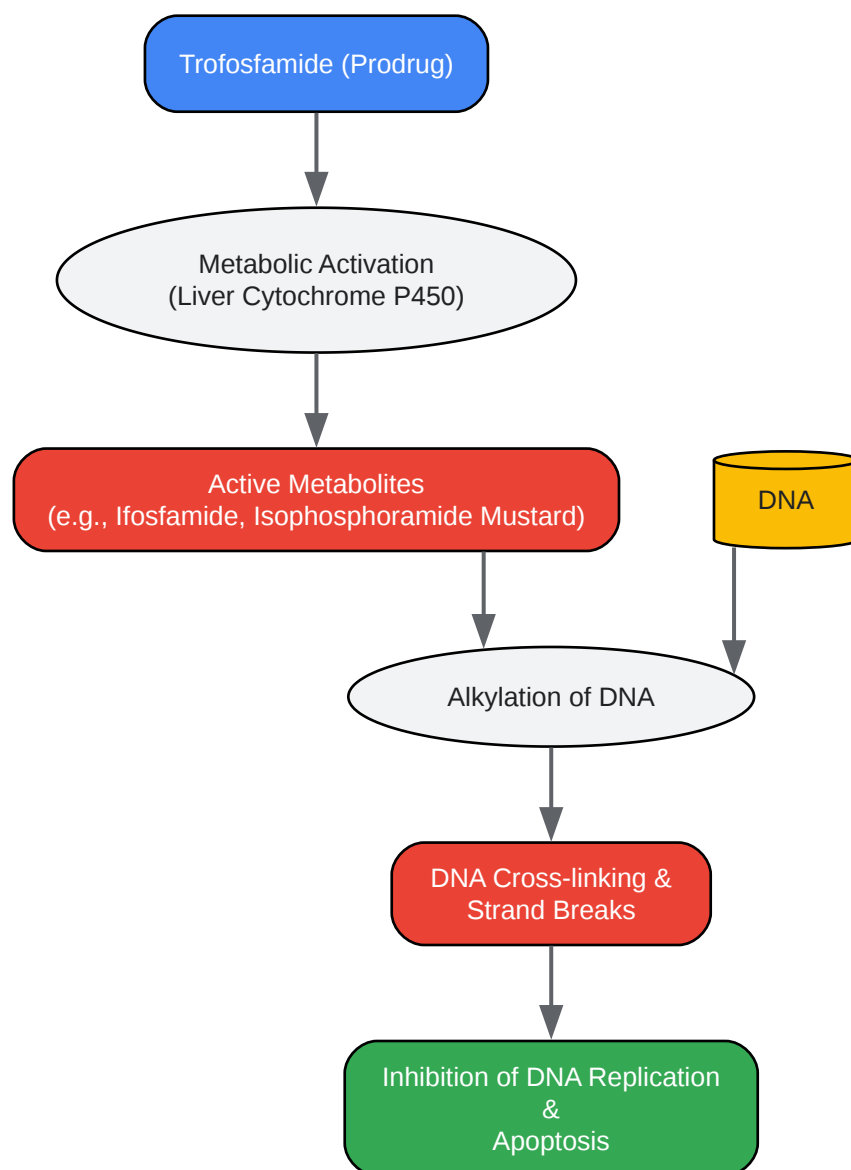 Trofosfamide (Prodrug)
Metabolic Activation
(Liver Cytochrome P450)
Active Metabolites
(e.g., Ifosfamide, Isophosphoramide Mustard)
DNA
Alkylation of DNA
DNA Cross-linking &
Strand Breaks
Inhibition of DNA Replication
&
Apoptosis